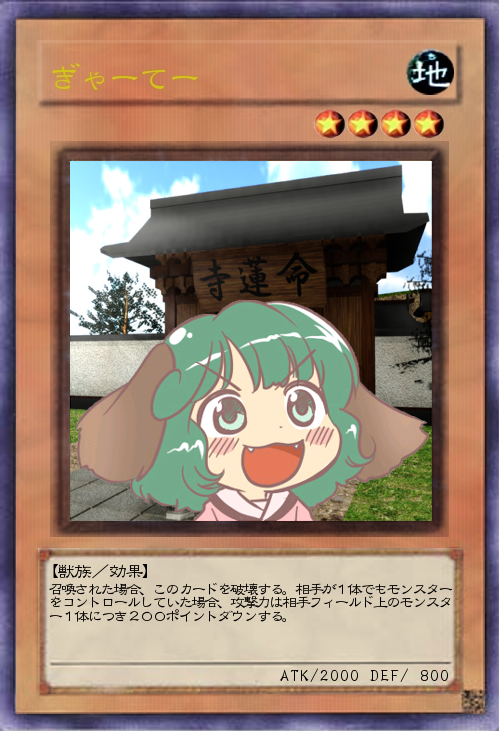 ぎゃーてー
ち
地
命蓮寺
【獣族／効果】
召喚された場合、このカードを破壊する。相手が１体でもモンスター
をコントロールしていた場合、攻撃力は相手フィールド上のモンスタ
ー１体につき２００ポイントダウンする。
ATK/2000 DEF/ 800